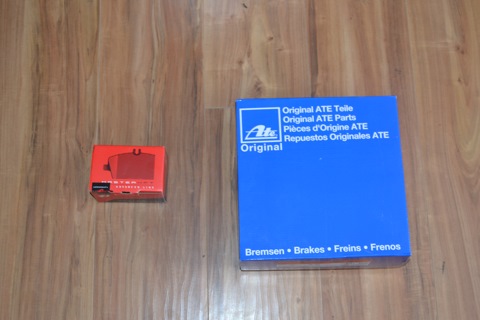 Original ATE Teile
Original ATE Parts
Pièces d'Origine ATE
Repuestos Originales ATE
Ate
Original
Bremsen • Brakes • Freins • Frenos